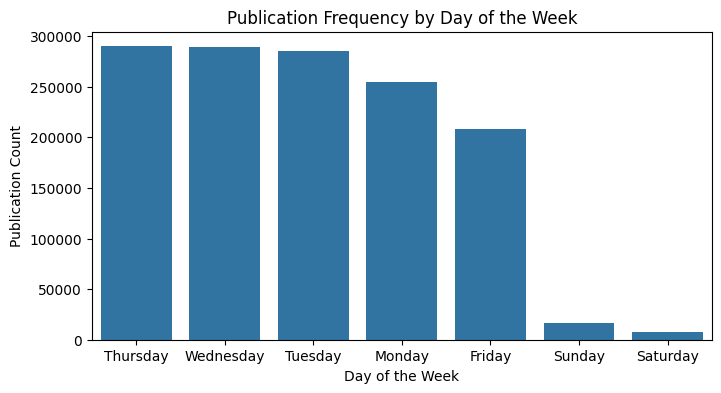 Publication Frequency by Day of the Week
Publication Count
300000
250000
200000
150000
100000
50000
0
Thursday Wednesday Tuesday Monday Friday Sunday Saturday
Day of the Week